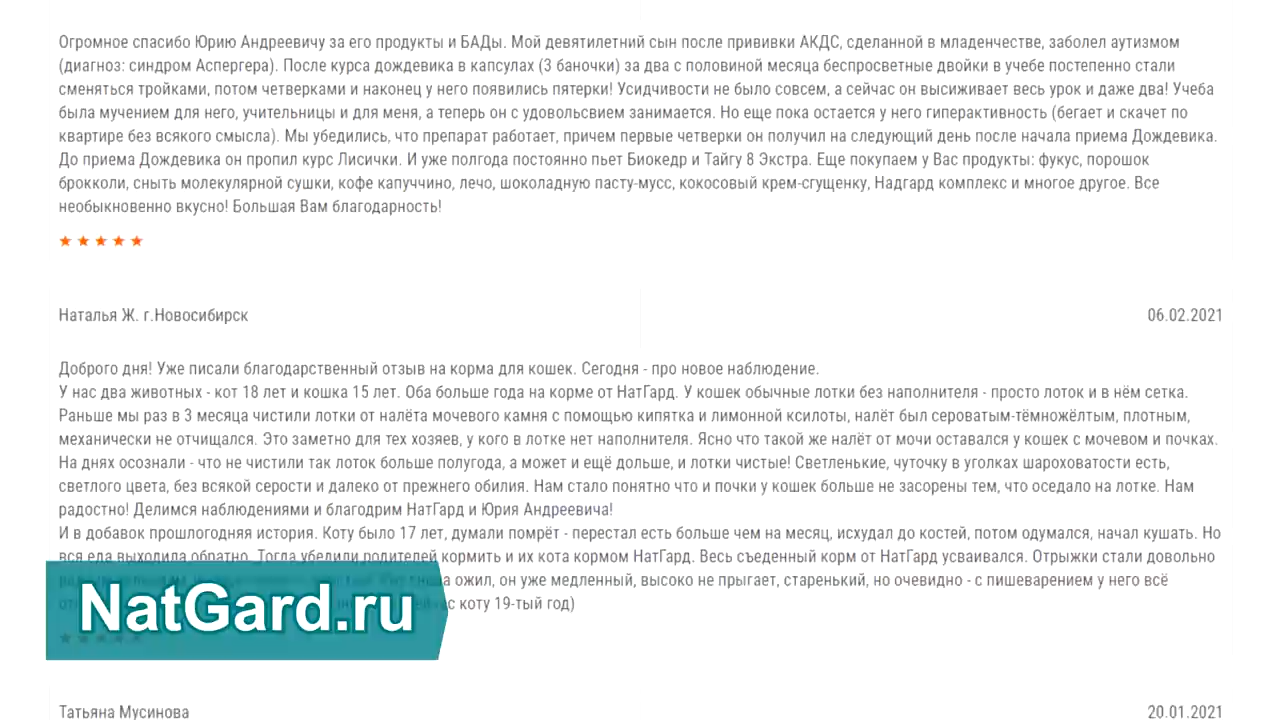 Огромное спасибо Юрию Андреевичу за его продукты и БАДы. Мой девятилетний сын после прививки АКДС, сделанной в младенчестве, заболел аутизмом
(диагноз: синдром Аспергера). После курса дождевика в капсулах (3 баночки) за два с половиной месяца беспросветные двойки в учебе постепенно стали
сменяться тройками, потом четверками и наконец у него появились пятерки! Усидчивости не было совсем, а сейчас он высиживает весь урок и даже два! Учеба
была мучением для него, учительницы и для меня, а теперь он с удовольсвием занимается. Но еще пока остается у него гиперактивность (бегает и скачет по
квартире без всякого смысла). Мы убедились, что препарат работает, причем первые четверки он получил на следующий день после начала приема Дождевика.
До приема Дождевика он пропил курс Лисички. И уже полгода постоянно пьет Биокедр и Тайгу 8 Экстра. Еще покупаем у Вас продукты: фукус, порошок
брокколи, сныть молекулярной сушки, кофе капуччино, лечо, шоколадную пасту-мусс, кокосовый крем-сгущенку, Надгард комплекс и многое другое. Все
необыкновенно вкусно! Большая Вам благодарность!
Наталья Ж. г.Новосибирск 06.02.2021
Доброго дня! Уже писали благодарственный отзыв на корма для кошек. Сегодня - про новое наблюдение.
У нас два животных - кот 18 лет и кошка 15 лет. Оба больше года на корме от НатГард. У кошек обычные лотки без наполнителя - просто лоток и в нём сетка.
Раньше мы раз в 3 месяца чистили лотки от налёта мочевого камня с помощью кипятка и лимонной ксилоты, налёт был сероватым-тёмножёлтым, плотным,
механически не отчищался. Это заметно для тех хозяев, у кого в лотке нет наполнителя. Ясно что такой же налёт от мочи оставался у кошек с мочевом и почках.
На днях осознали - что не чистили так лоток больше полугода, а может и ещё дольше, и лотки чистые! Светленькие, чуточку в уголках шароховатости есть,
светлого цвета, без всякой серости и далеко от прежнего обилия. Нам стало понятно что и почки у кошек больше не засорены тем, что оседало на лотке. Нам
радостно! Делимся наблюдениями и благодрим НатГард и Юрия Андреевича!
И в добавок прошлогодняя история. Коту было 17 лет, думали помрёт - перестал есть больше чем на месяц, исхудал до костей, потом одумался, начал кушать. Но
вся еда выходила обратно. Тогда убедили родителей кормить и их кота кормом НатГард. Весь съеденный корм от НатГард усваивался. Отрыжки стали довольно
ожил, он уже медленный, высоко не прыгает, старенький, но очевидно - с пишеварением у него всё
коту 19-тый год)
NatGard.ru
Татьяна Мусинова 20.01.2021